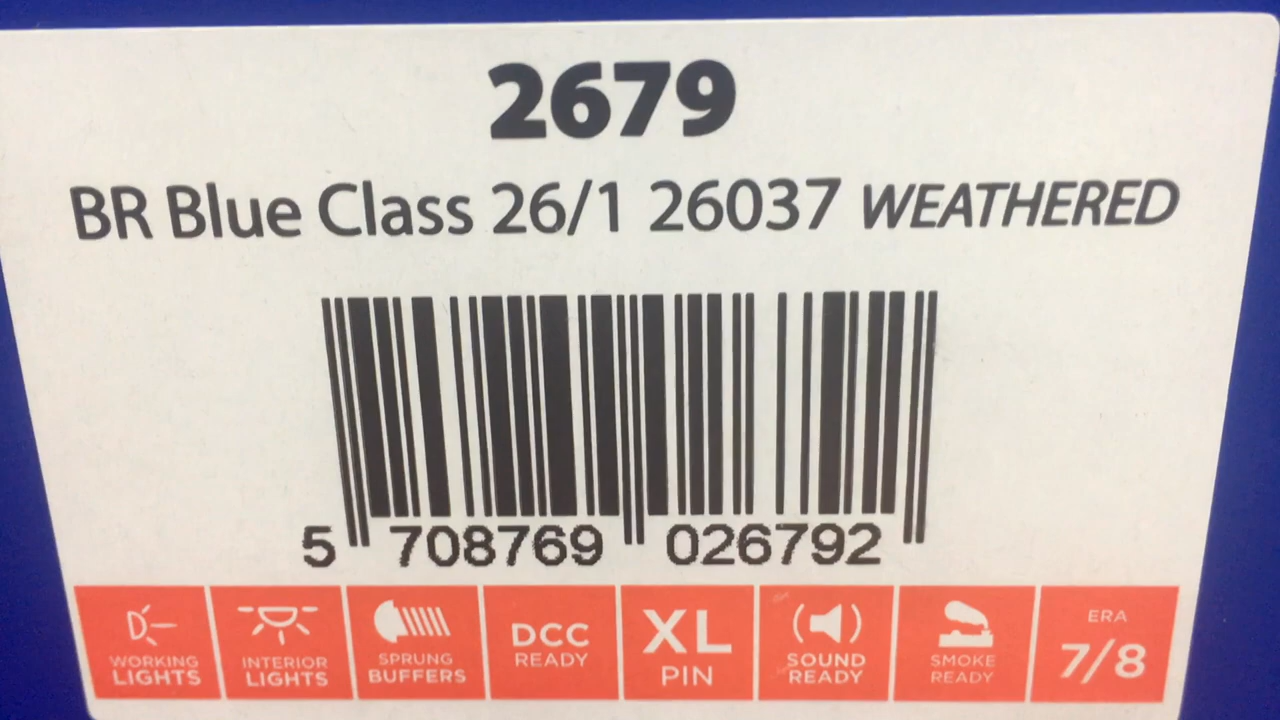 2679
BR Blue Class 26/1 26037 WEATHERED
5 708769 026792
WORKING
LIGHTS
INTERIOR
LIGHTS
SPRUNG
BUFFERS
DCC
READY
XL
PIN
SOUND
READY
SMOKE
READY
ERA
7/8